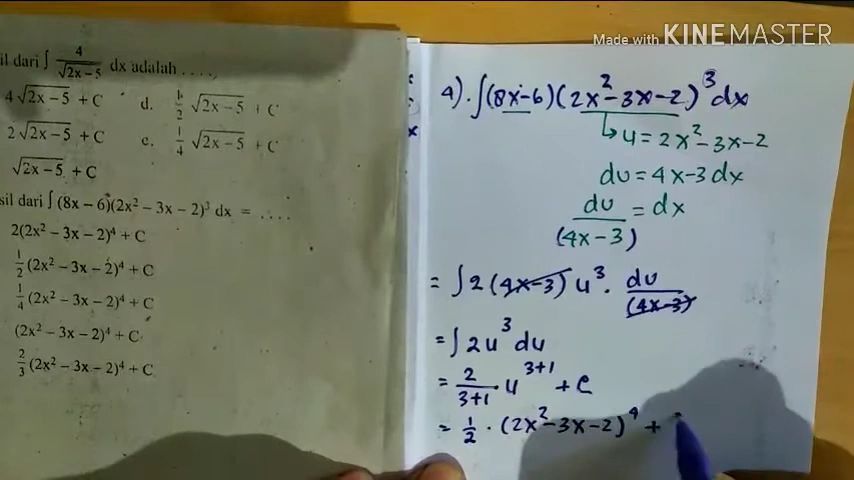 Made with KINEMASTER
il dari ∫ 4/√2x – 5 dx adalah . . . .
4√2x – 5 + C d. 1/2 √2x – 5 + C
2√2x – 5 + C e. 1/4 √2x – 5 + C
√2x – 5 + C
sil dari ∫ (8x – 6)(2x² – 3x – 2)³ dx = . . . .
2(2x² – 3x – 2)⁴ + C
1/2 (2x² – 3x – 2)⁴ + C
1/4 (2x² – 3x – 2)⁴ + C
(2x² – 3x – 2)⁴ + C
2/3 (2x² – 3x – 2)⁴ + C
4). ∫(8x-6)(2x²-3x-2)³dx
↳ u = 2x²-3x-2
du = 4x-3 dx
du/(4x-3) = dx
= ∫ 2 (4x-3) u³ · du/(4x-3)
= ∫ 2u³ du
= 2/3+1 · u³⁺¹ + C
= 1/2 · (2x²-3x-2)⁴ +